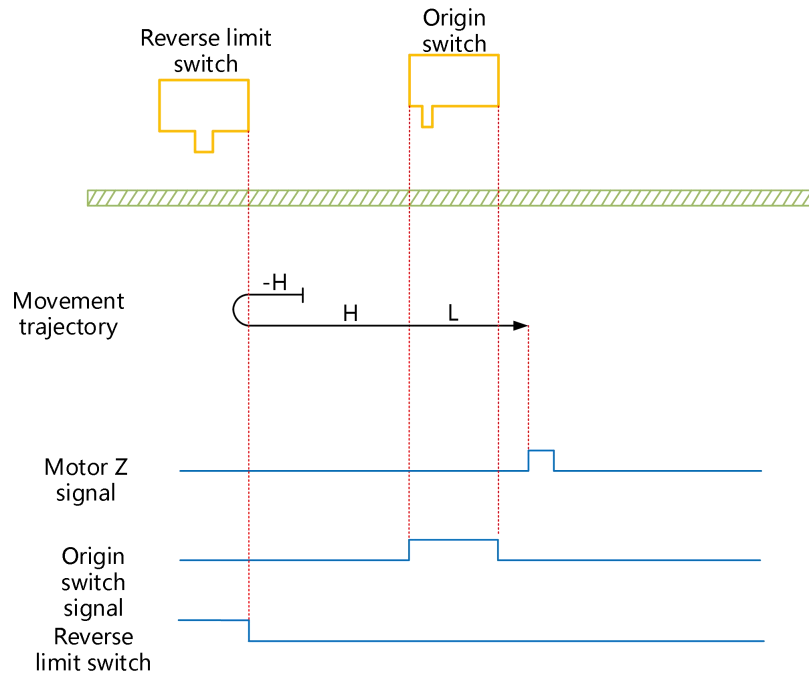 Origin
switch
Reverse limit
switch
-H
Movement
trajectory
H
L
Motor Z
signal
Origin
switch
signal
Reverse
limit switch